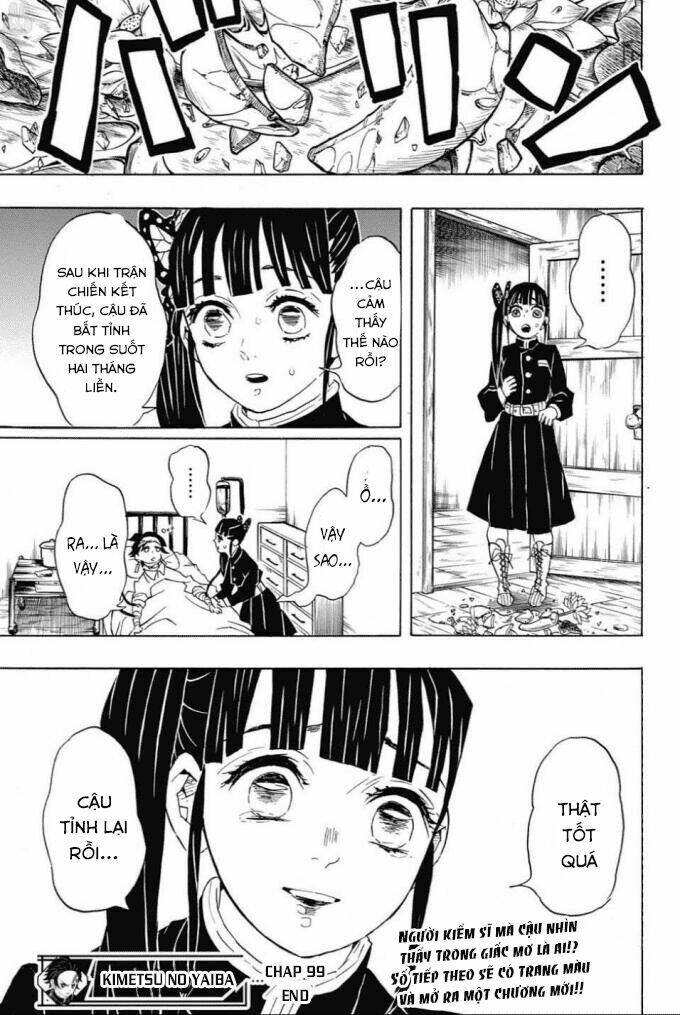 パリン
......
...CẬU
CẢM
THẤY
THẾ NÀO
RỒI?
SAU KHI TRẬN
CHIẾN KẾT
THÚC, CẬU ĐÃ
BẤT TỈNH
TRONG SUỐT
HAI THÁNG
LIỀN.
Ồ...
VẬY
SAO...
......
RA... LÀ
VẬY...
THẬT
TỐT
QUÁ
CẬU
TỈNH LẠI
RỒI...
NGƯỜI KIẾM SĨ MÀ CẬU NHÌN
THẤY TRONG GIẤC MƠ LÀ AI!?
SỐ TIẾP THEO SẼ CÓ TRANG MÀU
VÀ MỞ RA MỘT CHƯƠNG MỚI!!
KIMETSU NO YAIBA
... CHAP 99
END